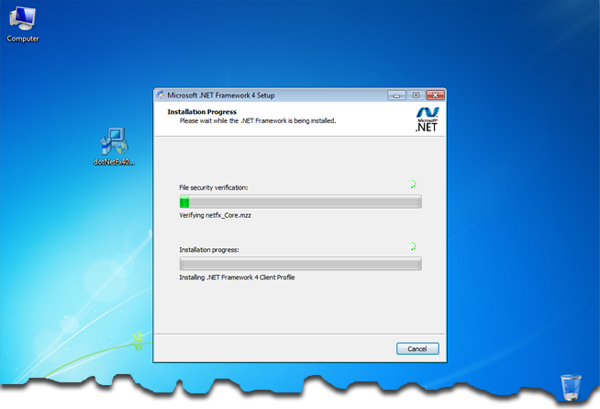 Computer
Microsoft .NET Framework 4 Setup
Installation Progress
Please wait while the .NET Framework is being installed.
Microsoft
.NET
dotNetFx40...
File security verification:
Verifying netfx_Core.mzz
Installation progress:
Installing .NET Framework 4 Client Profile
Cancel